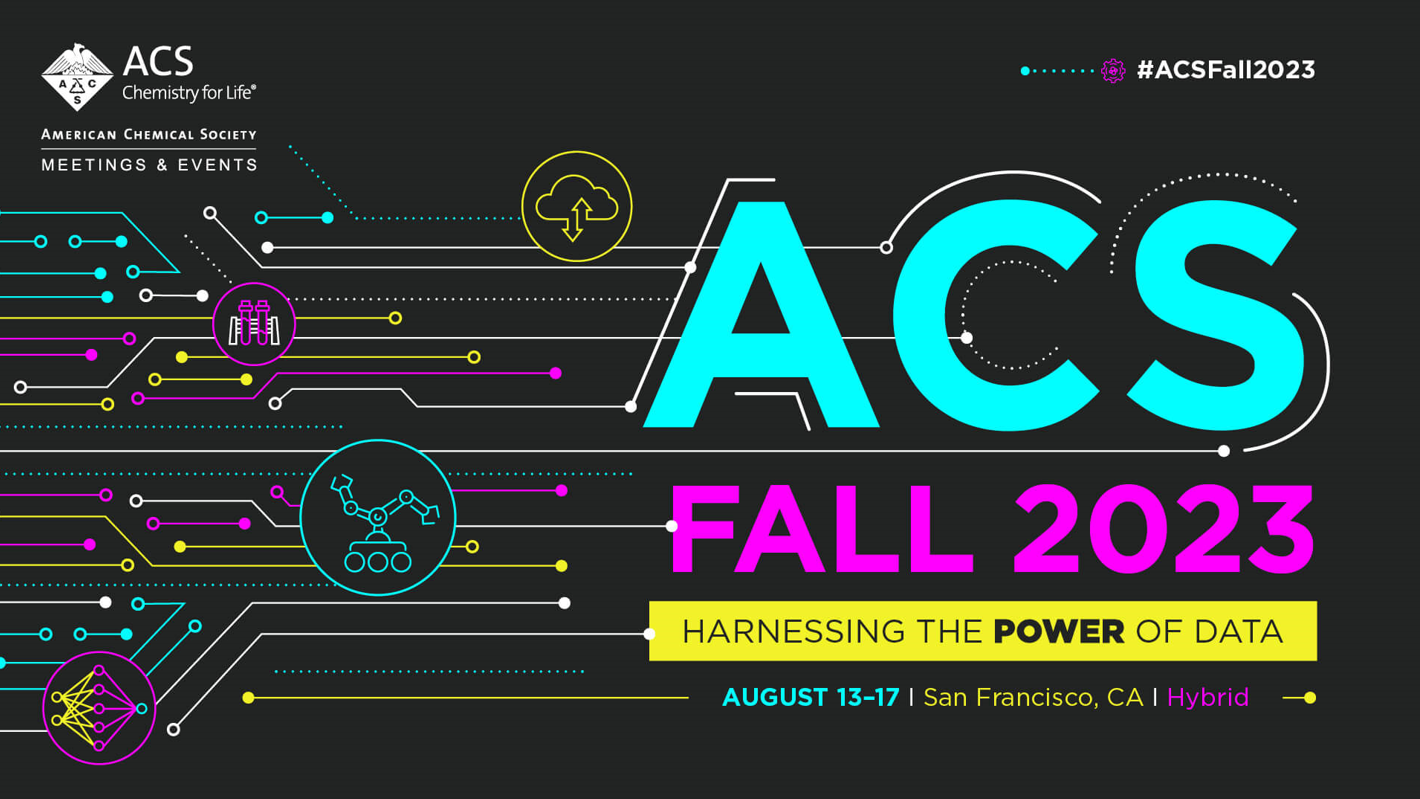 ACS
Chemistry for Life®
A C S
AMERICAN CHEMICAL SOCIETY
MEETINGS & EVENTS
#ACSFall2023
ACS
FALL 2023
HARNESSING THE POWER OF DATA
AUGUST 13–17 | San Francisco, CA | Hybrid